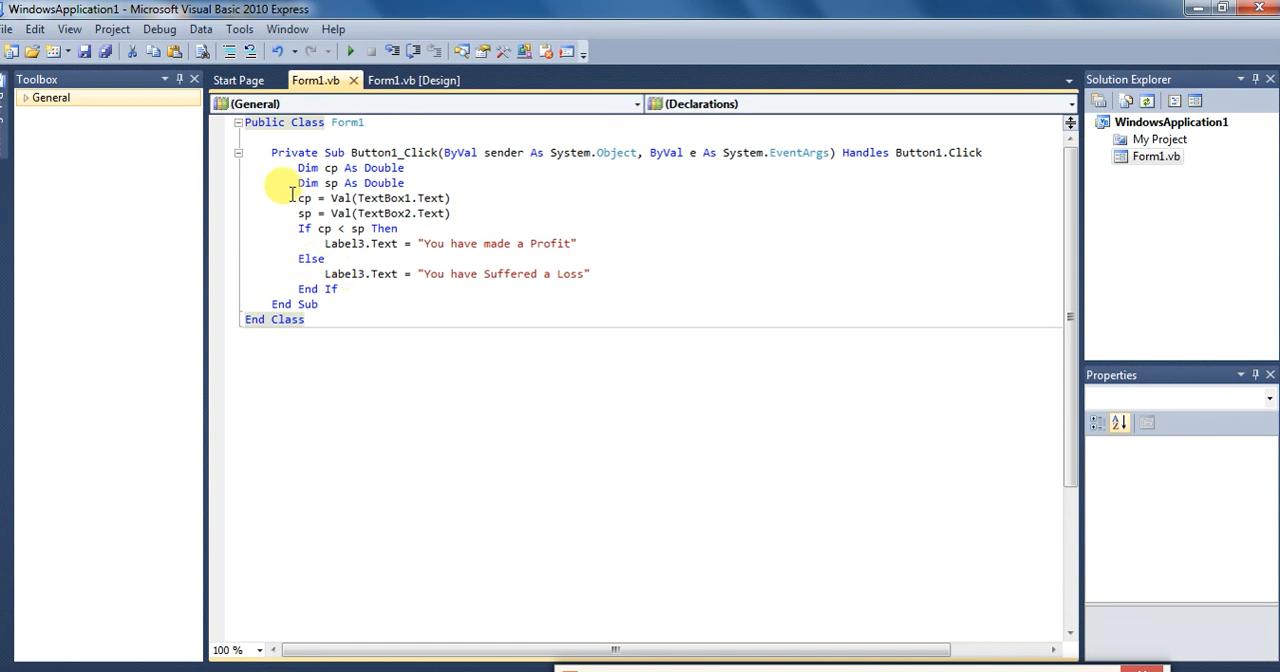 WindowsApplication1 - Microsoft Visual Basic 2010 Express
ile Edit View Project Debug Data Tools Window Help
Toolbox
General
Start Page Form1.vb Form1.vb [Design]
(General) (Declarations)
Public Class Form1
Private Sub Button1_Click(ByVal sender As System.Object, ByVal e As System.EventArgs) Handles Button1.Click
Dim cp As Double
Dim sp As Double
cp = Val(TextBox1.Text)
sp = Val(TextBox2.Text)
If cp < sp Then
Label3.Text = "You have made a Profit"
Else
Label3.Text = "You have Suffered a Loss"
End If
End Sub
End Class
100 %
Solution Explorer
WindowsApplication1
My Project
Form1.vb
Properties